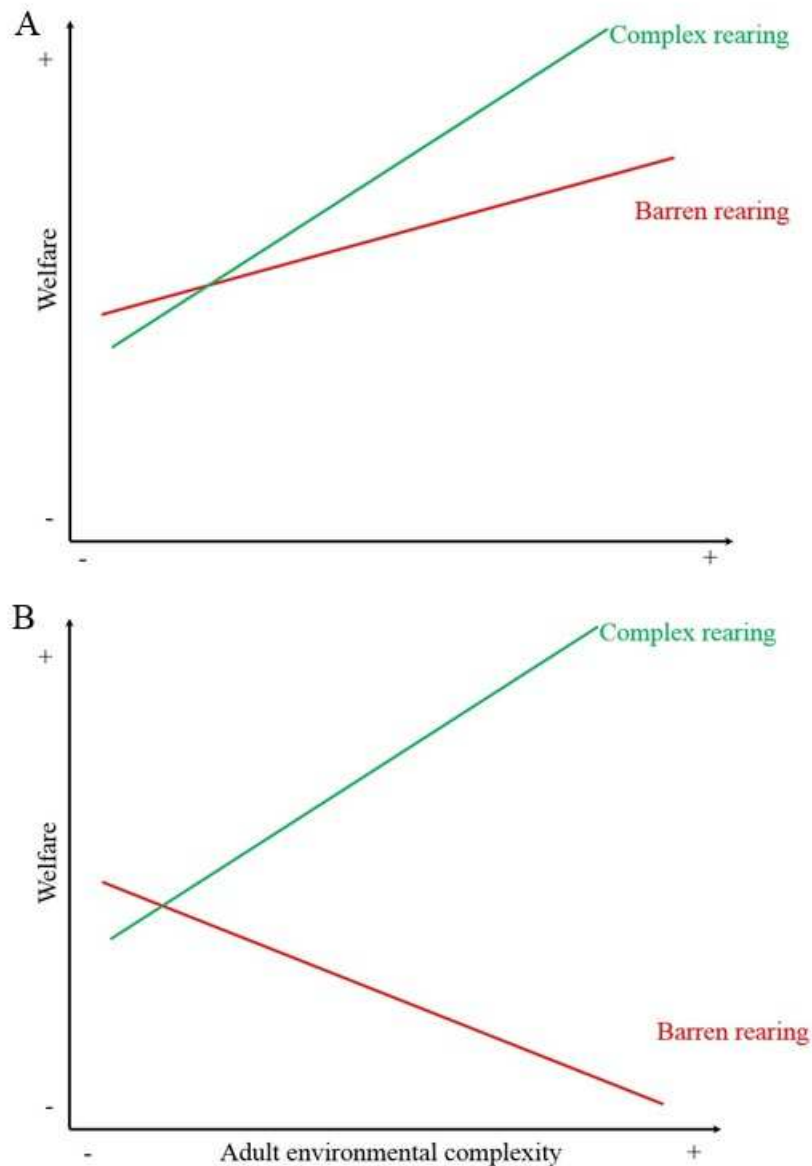 A
+
Complex rearing
Barren rearing
Welfare
-
-
+
B
+
Complex rearing
Welfare
Barren rearing
-
-
Adult environmental complexity
+